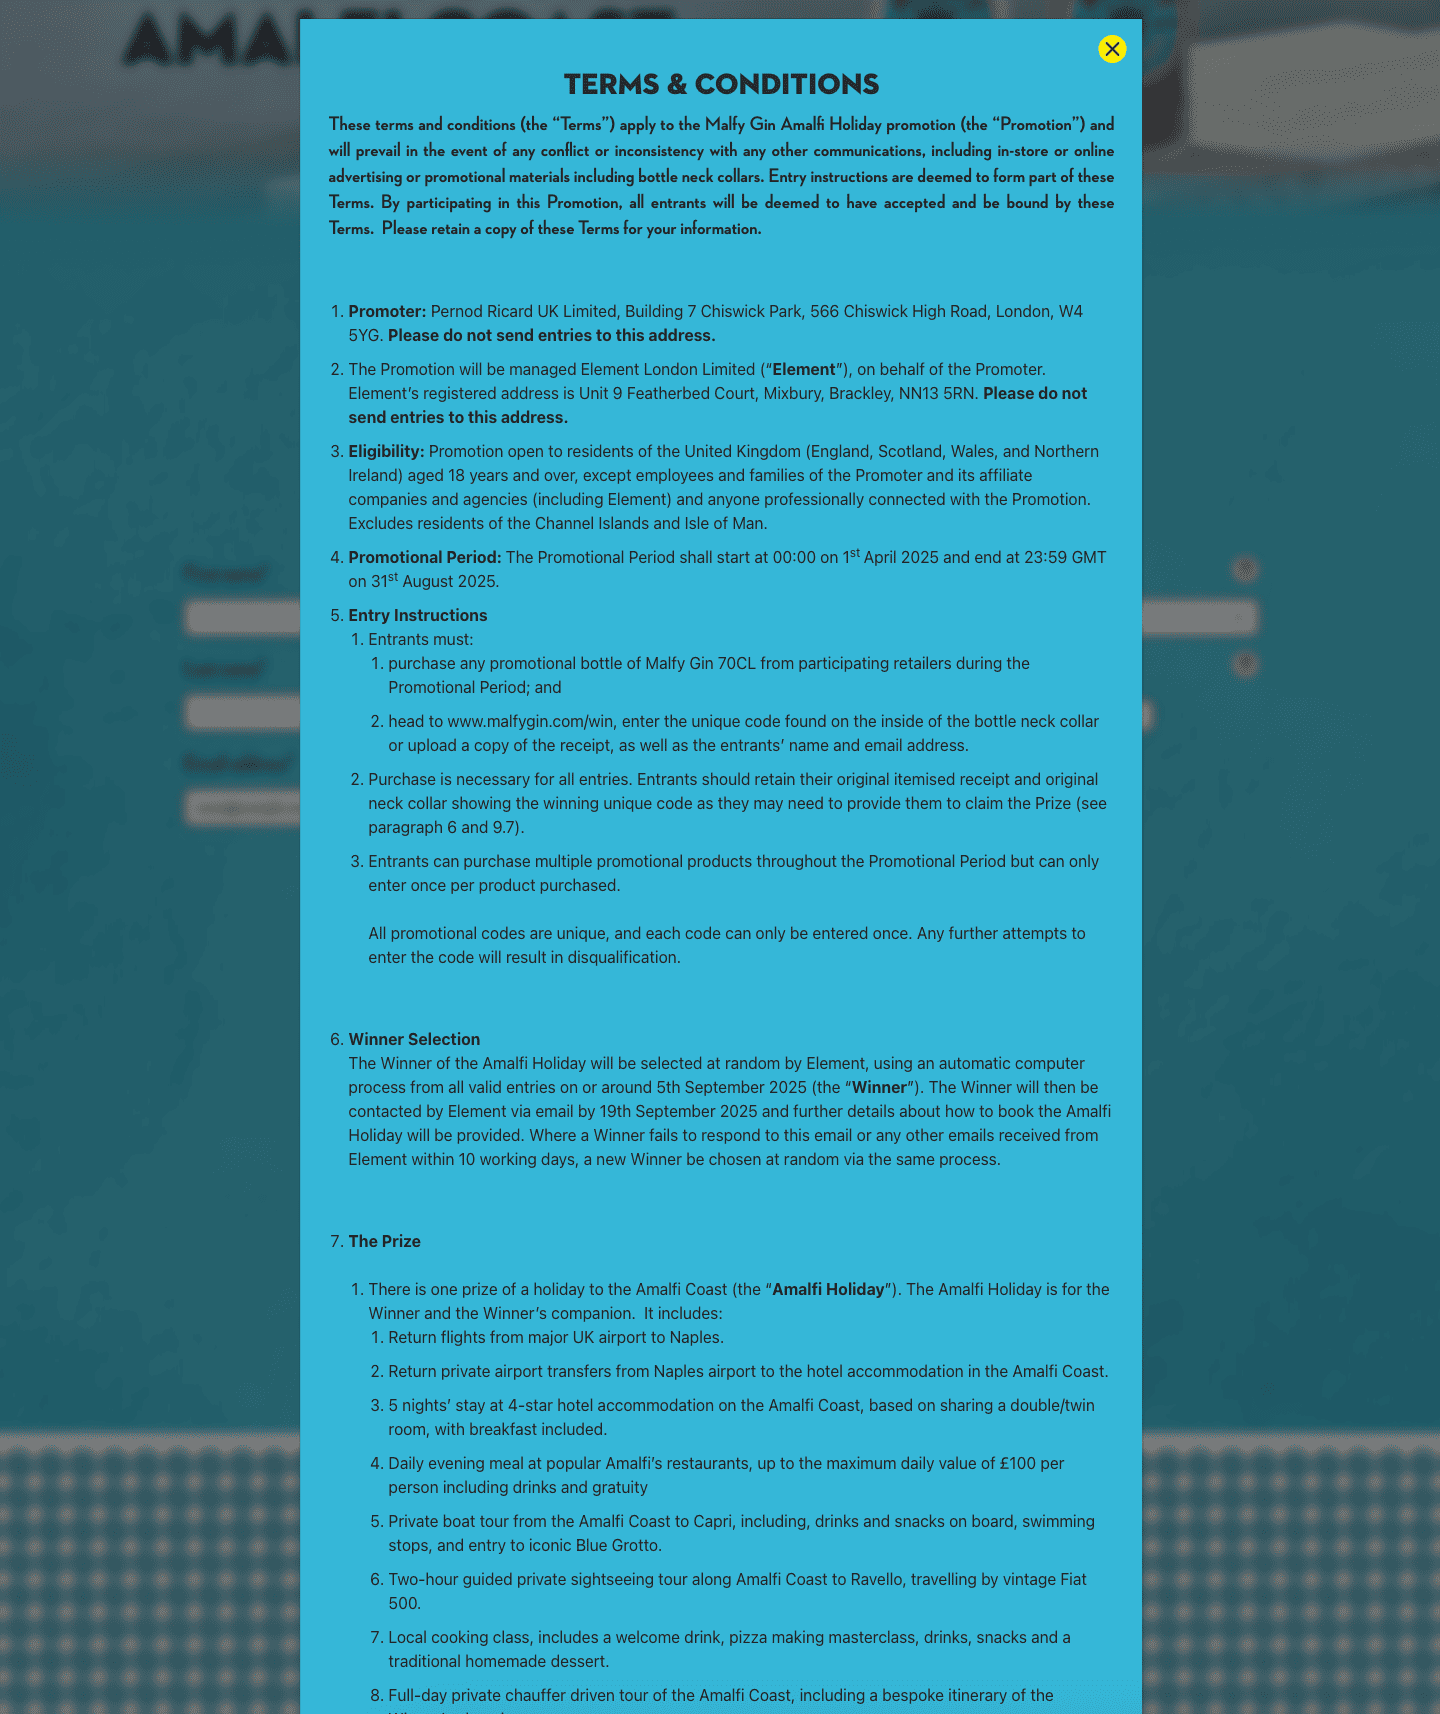 TERMS & CONDITIONS
These terms and conditions (the “Terms”) apply to the Malfy Gin Amalfi Holiday promotion (the “Promotion”) and
will prevail in the event of any conflict or inconsistency with any other communications, including in-store or online
advertising or promotional materials including bottle neck collars. Entry instructions are deemed to form part of these
Terms. By participating in this Promotion, all entrants will be deemed to have accepted and be bound by these
Terms.  Please retain a copy of these Terms for your information.
1. Promoter: Pernod Ricard UK Limited, Building 7 Chiswick Park, 566 Chiswick High Road, London, W4
5YG. Please do not send entries to this address.
2. The Promotion will be managed Element London Limited (“Element”), on behalf of the Promoter.
Element’s registered address is Unit 9 Featherbed Court, Mixbury, Brackley, NN13 5RN. Please do not
send entries to this address.
3. Eligibility: Promotion open to residents of the United Kingdom (England, Scotland, Wales, and Northern
Ireland) aged 18 years and over, except employees and families of the Promoter and its affiliate
companies and agencies (including Element) and anyone professionally connected with the Promotion.
Excludes residents of the Channel Islands and Isle of Man.
4. Promotional Period: The Promotional Period shall start at 00:00 on 1st April 2025 and end at 23:59 GMT
on 31st August 2025.
5. Entry Instructions
1. Entrants must:
1. purchase any promotional bottle of Malfy Gin 70CL from participating retailers during the
Promotional Period; and
2. head to www.malfygin.com/win, enter the unique code found on the inside of the bottle neck collar
or upload a copy of the receipt, as well as the entrants’ name and email address.
2. Purchase is necessary for all entries. Entrants should retain their original itemised receipt and original
neck collar showing the winning unique code as they may need to provide them to claim the Prize (see
paragraph 6 and 9.7).
3. Entrants can purchase multiple promotional products throughout the Promotional Period but can only
enter once per product purchased.
All promotional codes are unique, and each code can only be entered once. Any further attempts to
enter the code will result in disqualification.
6. Winner Selection
The Winner of the Amalfi Holiday will be selected at random by Element, using an automatic computer
process from all valid entries on or around 5th September 2025 (the “Winner”). The Winner will then be
contacted by Element via email by 19th September 2025 and further details about how to book the Amalfi
Holiday will be provided. Where a Winner fails to respond to this email or any other emails received from
Element within 10 working days, a new Winner be chosen at random via the same process.
7. The Prize
1. There is one prize of a holiday to the Amalfi Coast (the “Amalfi Holiday”). The Amalfi Holiday is for the
Winner and the Winner’s companion.  It includes:
1. Return flights from major UK airport to Naples.
2. Return private airport transfers from Naples airport to the hotel accommodation in the Amalfi Coast.
3. 5 nights’ stay at 4-star hotel accommodation on the Amalfi Coast, based on sharing a double/twin
room, with breakfast included.
4. Daily evening meal at popular Amalfi’s restaurants, up to the maximum daily value of £100 per
person including drinks and gratuity
5. Private boat tour from the Amalfi Coast to Capri, including, drinks and snacks on board, swimming
stops, and entry to iconic Blue Grotto.
6. Two-hour guided private sightseeing tour along Amalfi Coast to Ravello, travelling by vintage Fiat
500.
7. Local cooking class, includes a welcome drink, pizza making masterclass, drinks, snacks and a
traditional homemade dessert.
8. Full-day private chauffer driven tour of the Amalfi Coast, including a bespoke itinerary of the